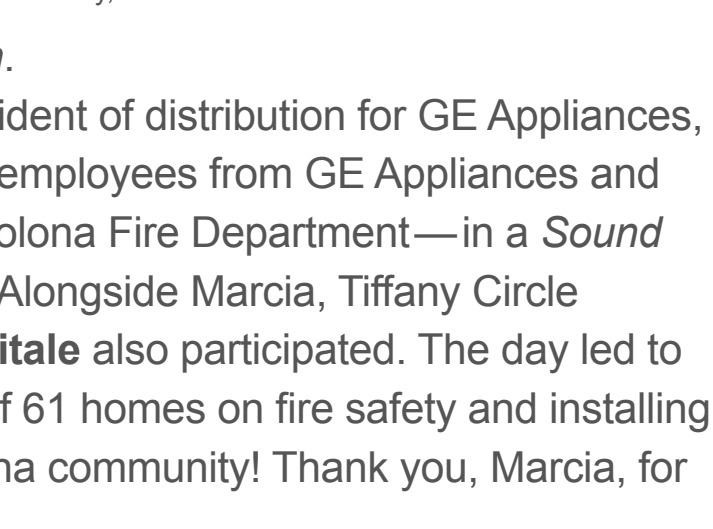 .
ident of distribution for GE Appliances,
employees from GE Appliances and
olona Fire Department—in a Sound
Alongside Marcia, Tiffany Circle
itale also participated. The day led to
f 61 homes on fire safety and installing
na community! Thank you, Marcia, for